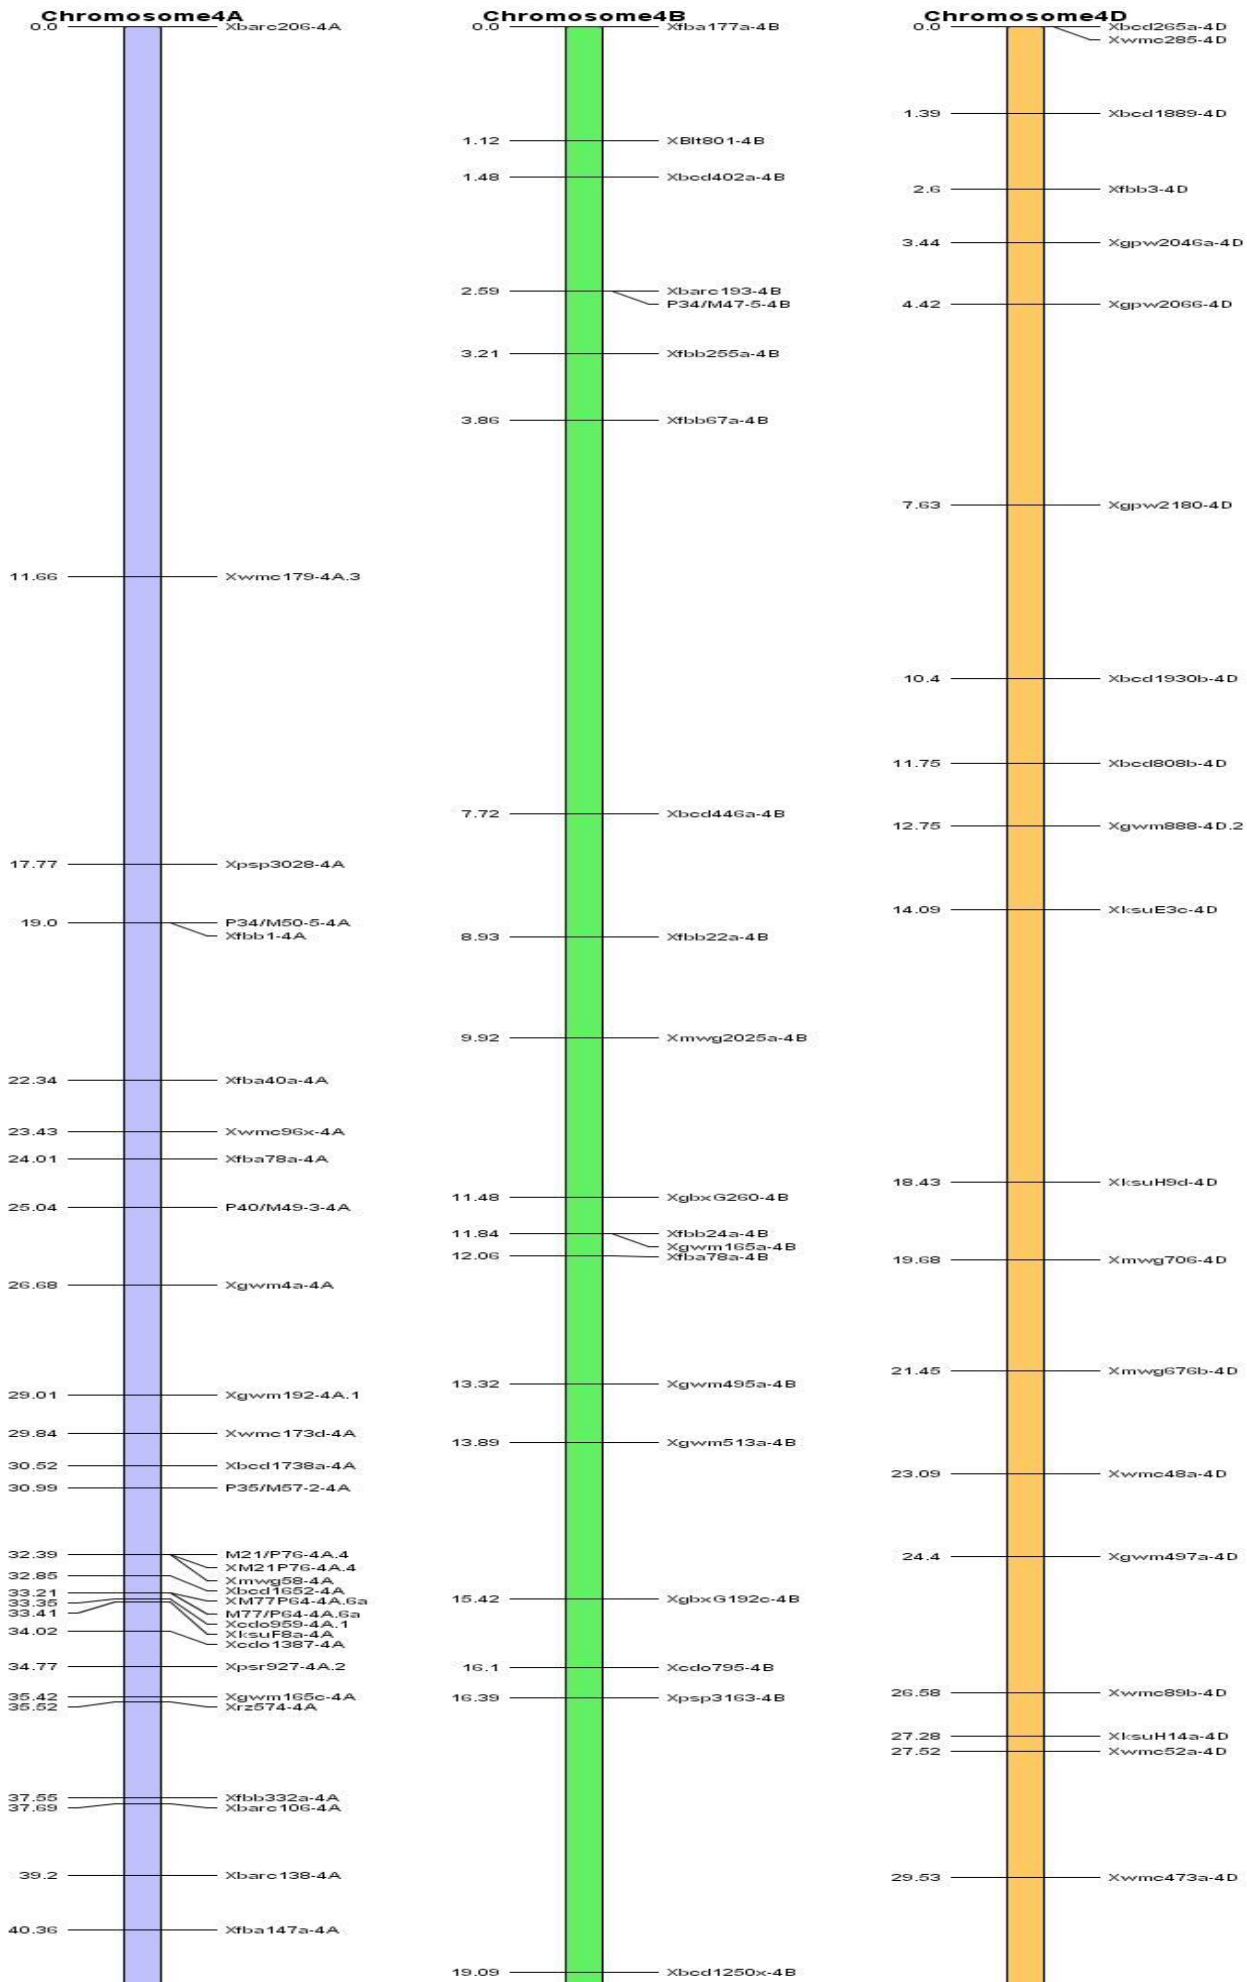 Chromosome4A
0.0 Xbarc206-4A
11.66 Xwmc179-4A.3
17.77 Xpsp3028-4A
19.0 P34/M50-5-4A
Xfbb1-4A
22.34 Xfba40a-4A
23.43 Xwmc96x-4A
24.01 Xfba78a-4A
25.04 P40/M49-3-4A
26.68 Xgwm4a-4A
29.01 Xgwm192-4A.1
29.84 Xwmc173d-4A
30.52 Xbcd1738a-4A
30.99 P35/M57-2-4A
32.39 M21/P76-4A.4
XM21P76-4A.4
Xmwg58-4A
32.85 Xbcd1652-4A
33.21 XM77P64-4A.6a
M77/P64-4A.6a
33.35 Xcdo959-4A.1
33.41 XksuF8a-4A
34.02 Xcdo1387-4A
34.77 Xpsr927-4A.2
35.42 Xgwm165c-4A
35.52 Xrz574-4A
37.55 Xfbb332a-4A
37.69 Xbarc106-4A
39.2 Xbarc138-4A
40.36 Xfba147a-4A
Chromosome4B
0.0 Xfba177a-4B
1.12 XBlt801-4B
1.48 Xbcd402a-4B
2.59 Xbarc193-4B
P34/M47-5-4B
3.21 Xfbb255a-4B
3.86 Xfbb67a-4B
7.72 Xbcd446a-4B
8.93 Xfbb22a-4B
9.92 Xmwg2025a-4B
11.48 XgbxG260-4B
11.84 Xfbb24a-4B
Xgwm165a-4B
12.06 Xfba78a-4B
13.32 Xgwm495a-4B
13.89 Xgwm513a-4B
15.42 XgbxG192c-4B
16.1 Xcdo795-4B
16.39 Xpsp3163-4B
19.09 Xbcd1250x-4B
Chromosome4D
0.0 Xbcd265a-4D
Xwmc285-4D
1.39 Xbcd1889-4D
2.6 Xfbb3-4D
3.44 Xgpw2046a-4D
4.42 Xgpw2066-4D
7.63 Xgpw2180-4D
10.4 Xbcd1930b-4D
11.75 Xbcd808b-4D
12.75 Xgwm888-4D.2
14.09 XksuE3c-4D
18.43 XksuH9d-4D
19.68 Xmwg706-4D
21.45 Xmwg676b-4D
23.09 Xwmc48a-4D
24.4 Xgwm497a-4D
26.58 Xwmc89b-4D
27.28 XksuH14a-4D
27.52 Xwmc52a-4D
29.53 Xwmc473a-4D